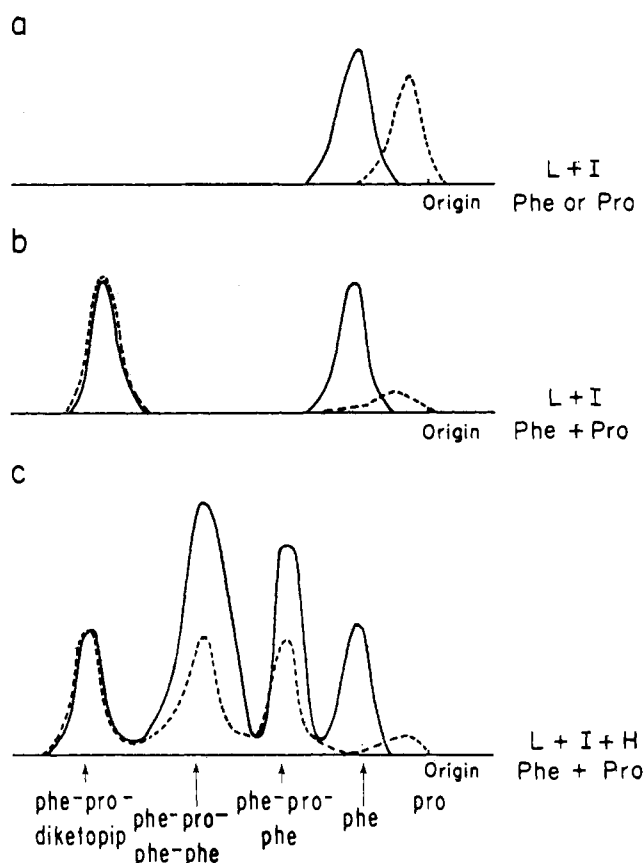 a
Origin
L + I
Phe or Pro
b
Origin
L + I
Phe + Pro
c
Origin
L + I + H
Phe + Pro
phe-pro-
diketopip
phe-pro-
phe-phe
phe-pro-
phe
phe
pro